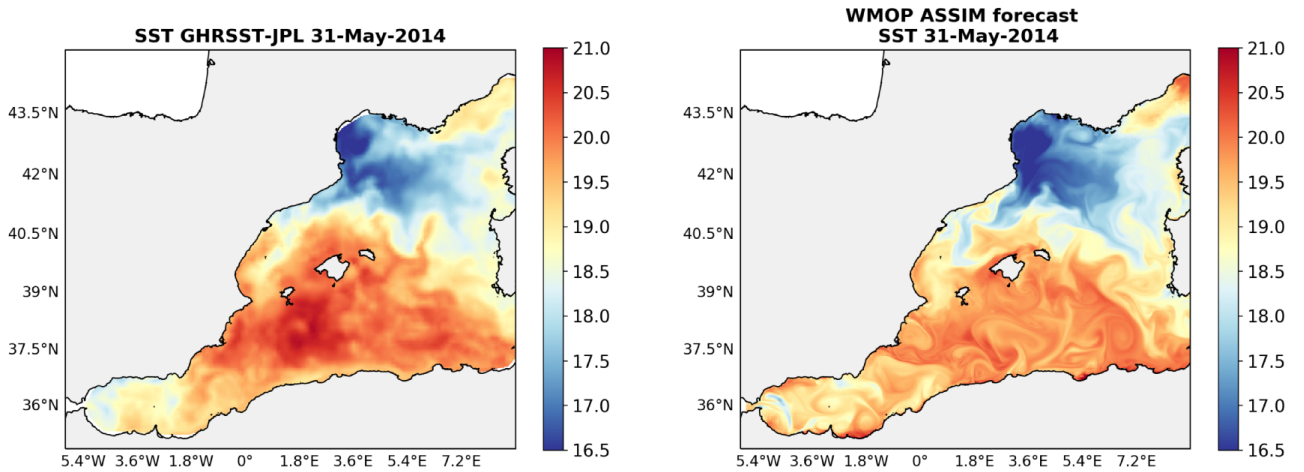 SST GHRSST-JPL 31-May-2014
43.5°N
42°N
40.5°N
39°N
37.5°N
36°N
5.4°W 3.6°W 1.8°W 0° 1.8°E 3.6°E 5.4°E 7.2°E
21.0
20.5
20.0
19.5
19.0
18.5
18.0
17.5
17.0
16.5
WMOP ASSIM forecast
SST 31-May-2014
43.5°N
42°N
40.5°N
39°N
37.5°N
36°N
5.4°W 3.6°W 1.8°W 0° 1.8°E 3.6°E 5.4°E 7.2°E
21.0
20.5
20.0
19.5
19.0
18.5
18.0
17.5
17.0
16.5